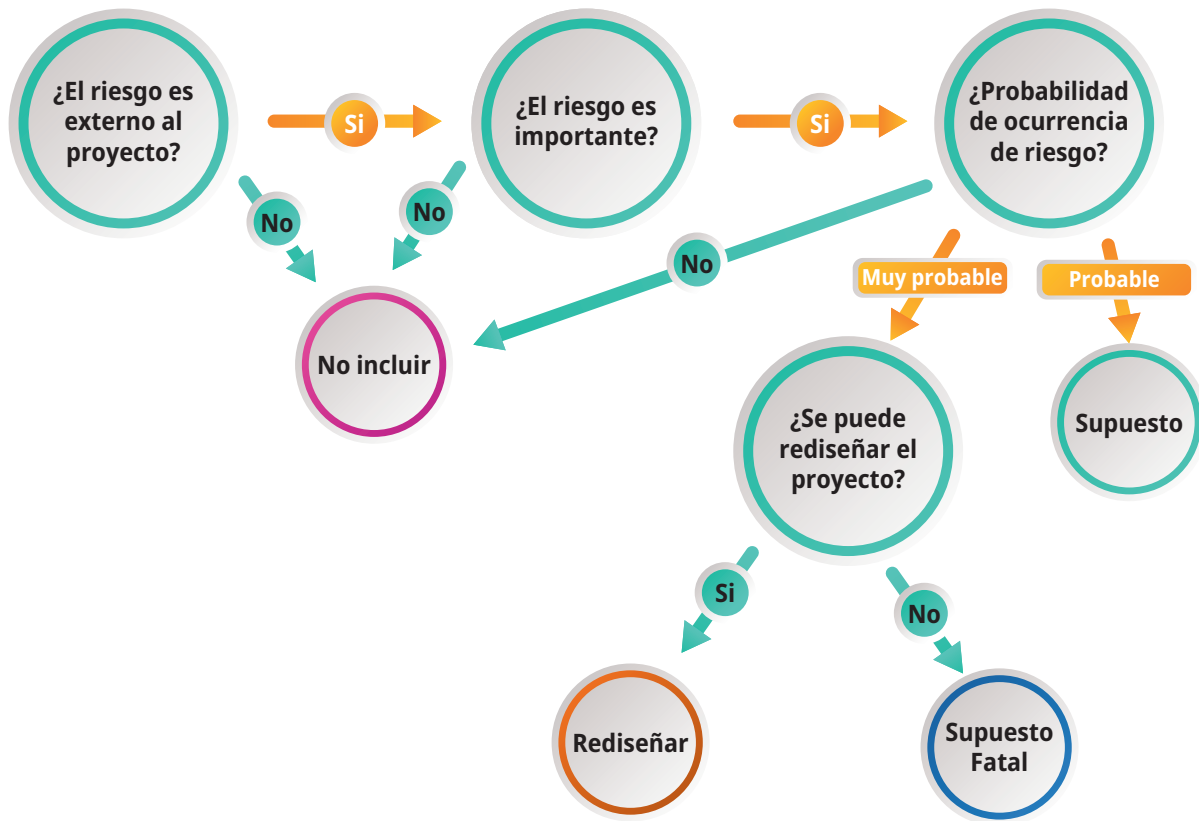 ¿El riesgo es
externo al
proyecto?
Si
¿El riesgo es
importante?
Si
¿Probabilidad
de ocurrencia
de riesgo?
No
No
No
Muy probable
Probable
No incluir
¿Se puede
rediseñar el
proyecto?
Supuesto
Si
No
Rediseñar
Supuesto
Fatal